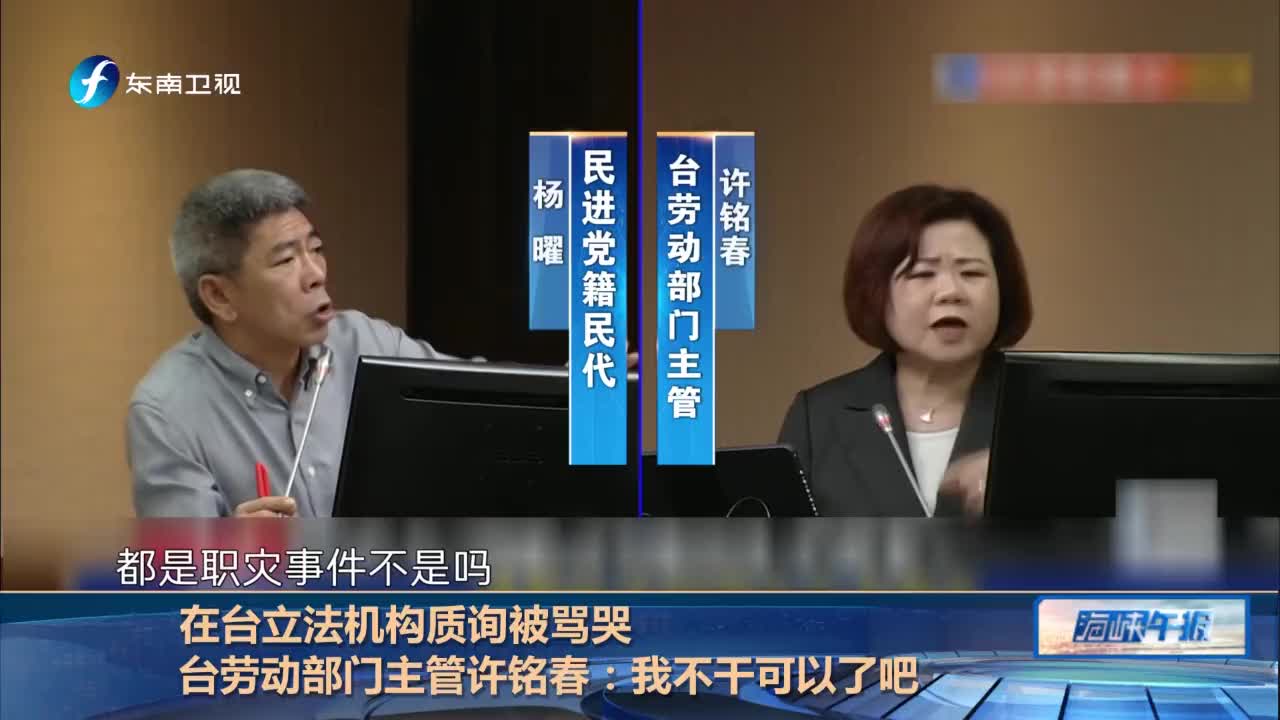 东南卫视
杨曜
民进党籍民代
台劳动部门主管
许铭春
都是职灾事件不是吗
在台立法机构质询被骂哭
台劳动部门主管许铭春：我不干可以了吧
海峡午报